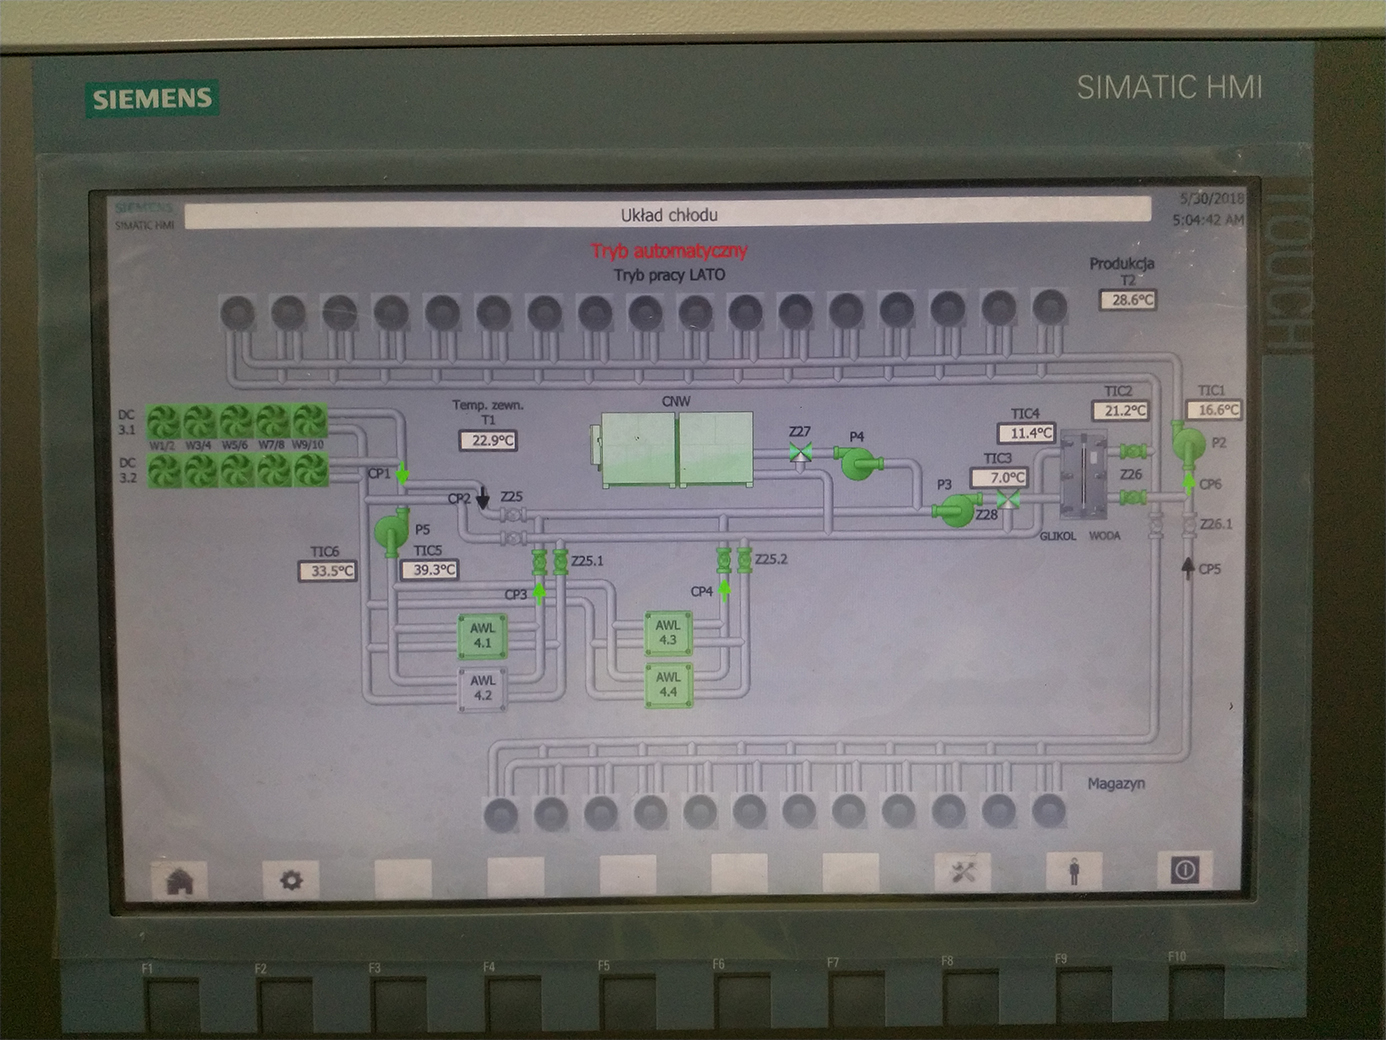 SIEMENS
SIMATIC HMI
TOUCH
SIEMENS
SIMATIC HMI
Układ chłodu
5/30/2018
5:04:42 AM
Tryb automatyczny
Tryb pracy LATO
Produkcja
T2
28.6°C
DC
3.1
W1/2 W3/4 W5/6 W7/8 W9/10
DC
3.2
Temp. zewn.
T1
22.9°C
CNW
TIC2
21.2°C
TIC1
16.6°C
TIC4
11.4°C
TIC3
7.0°C
Z27
P4
P2
CP1
CP2
Z25
P3
Z28
Z26
CP6
P5
Z26.1
GLIKOL
WODA
TIC6
33.5°C
TIC5
39.3°C
Z25.1
Z25.2
CP5
CP3
CP4
AWL
4.1
AWL
4.3
AWL
4.2
AWL
4.4
Magazyn
F1 F2 F3 F4 F5 F6 F7 F8 F9 F10